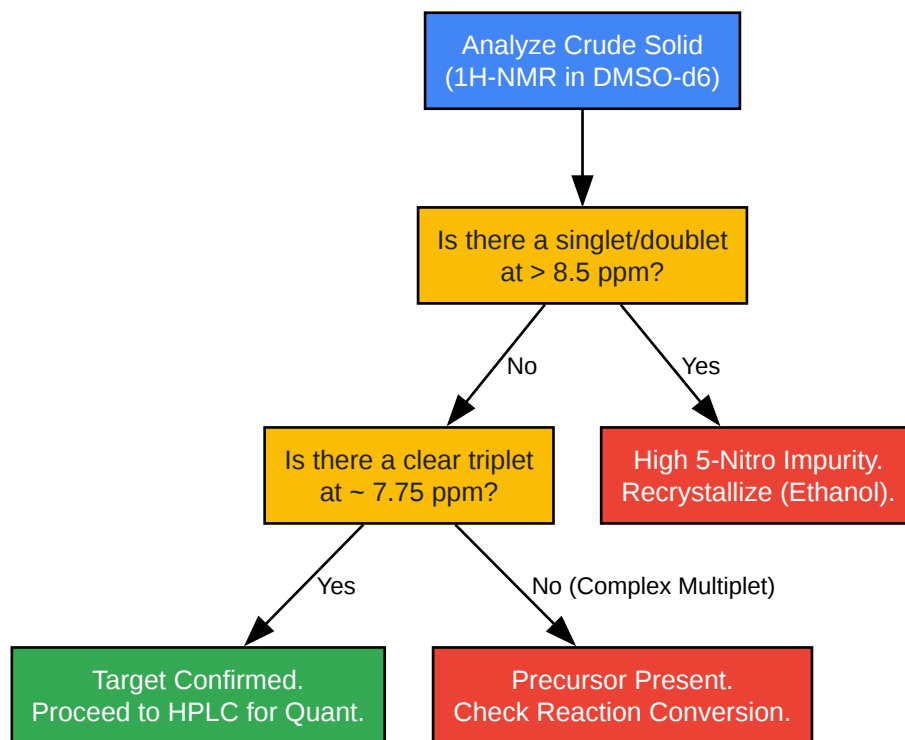 Analyze Crude Solid
(1H-NMR in DMSO-d6)
Is there a singlet/doublet
at > 8.5 ppm?
No
Yes
Is there a clear triplet
at ~ 7.75 ppm?
High 5-Nitro Impurity.
Recrystallize (Ethanol).
Yes
No (Complex Multiplet)
Target Confirmed.
Proceed to HPLC for Quant.
Precursor Present.
Check Reaction Conversion.